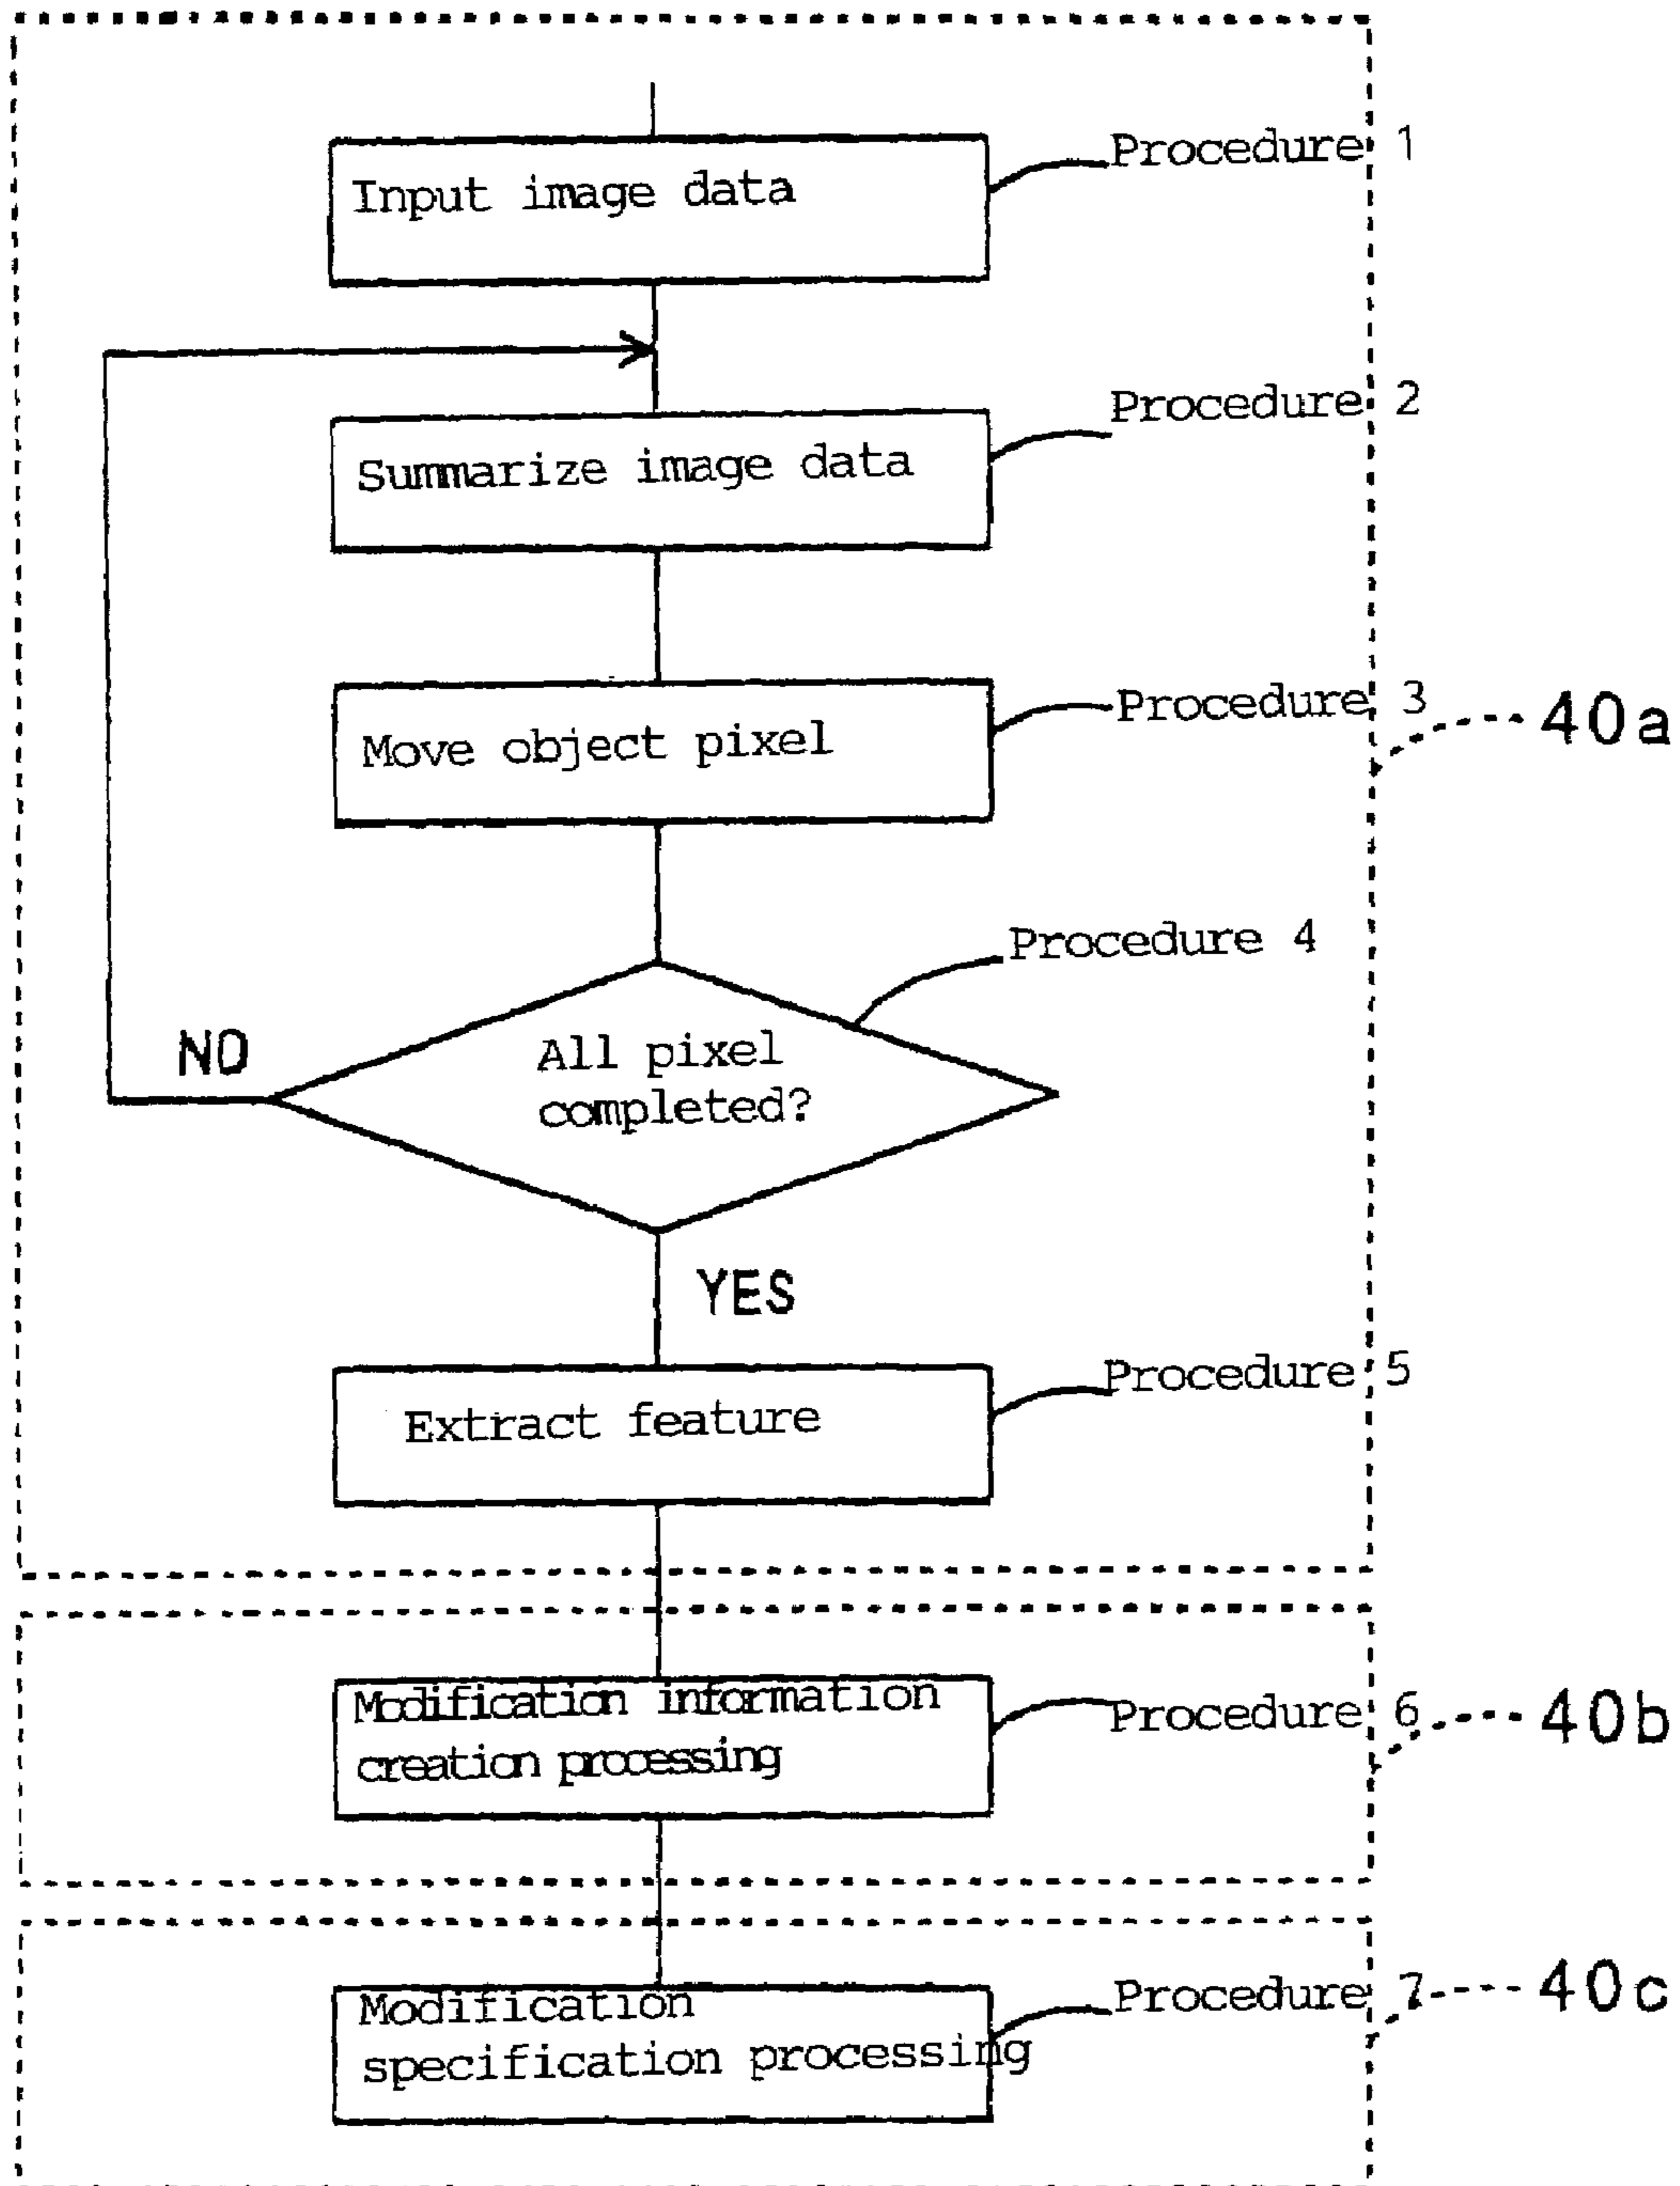 Procedure 1
Input image data
Procedure 2
Summarize image data
Procedure 3
40a
Move object pixel
Procedure 4
NO
All pixel
completed?
YES
Procedure 5
Extract feature
Modification information
creation processing
Procedure 6
40b
Modification
specification processing
Procedure 7
40c